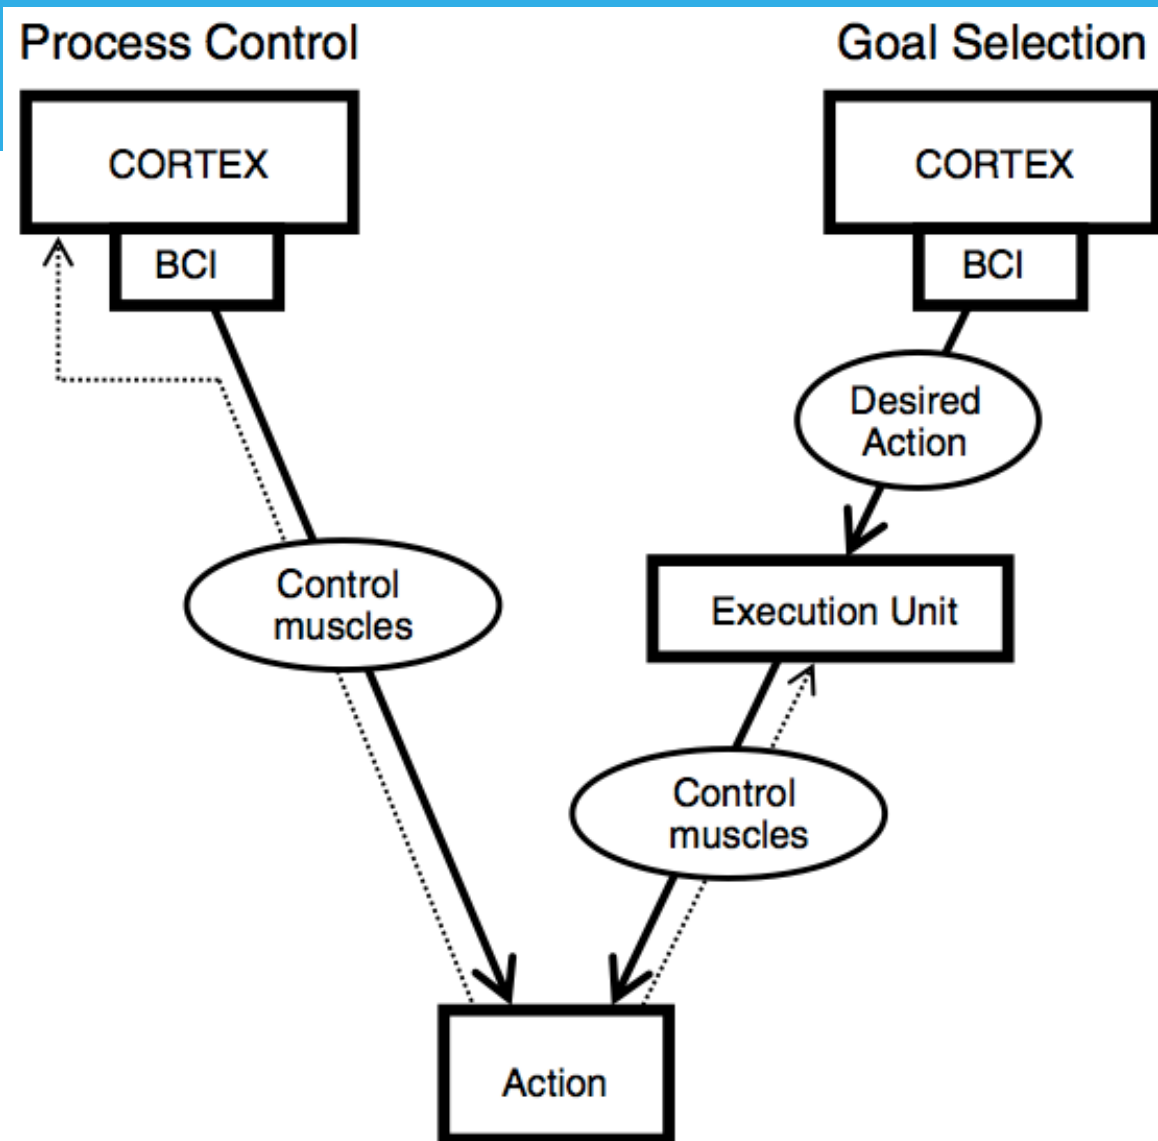 Process Control
Goal Selection
CORTEX
CORTEX
BCI
BCI
Desired
Action
Control
muscles
Execution Unit
Control
muscles
Action